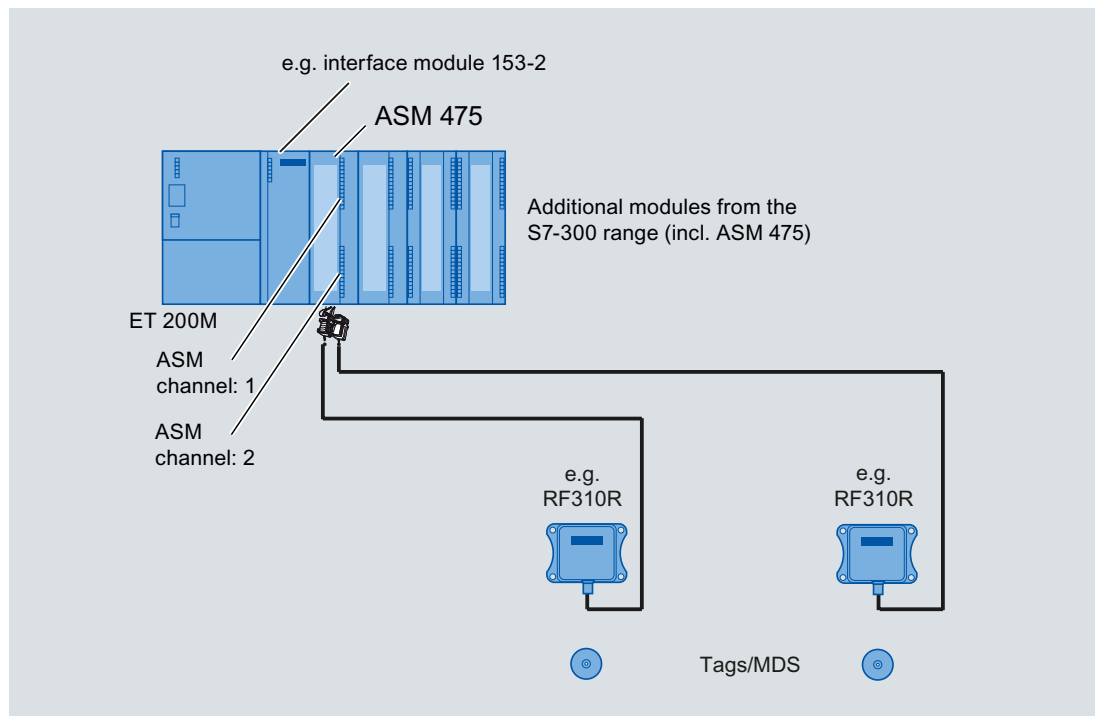 e.g. interface module 153-2
ASM 475
Additional modules from the
S7-300 range (incl. ASM 475)
ET 200M
ASM
channel: 1
ASM
channel: 2
e.g.
RF310R
e.g.
RF310R
Tags/MDS